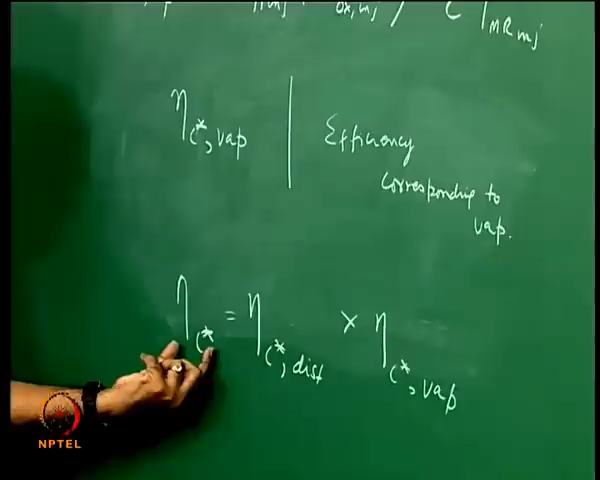 η_{C*, vap} | Efficiency
corresponding to
vap.
η_{C*} = η_{C*, dist} × η_{C*, vap}
NPTEL